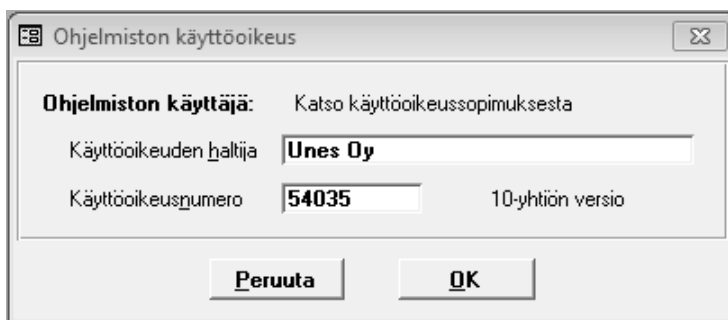 Ohjelmiston käyttöoikeus
Ohjelmiston käyttäjä: Katso käyttöoikeussopimuksesta
Käyttöoikeuden haltija Unes Oy
Käyttöoikeusnumero 54035 10-yhtiön versio
Peruuta OK